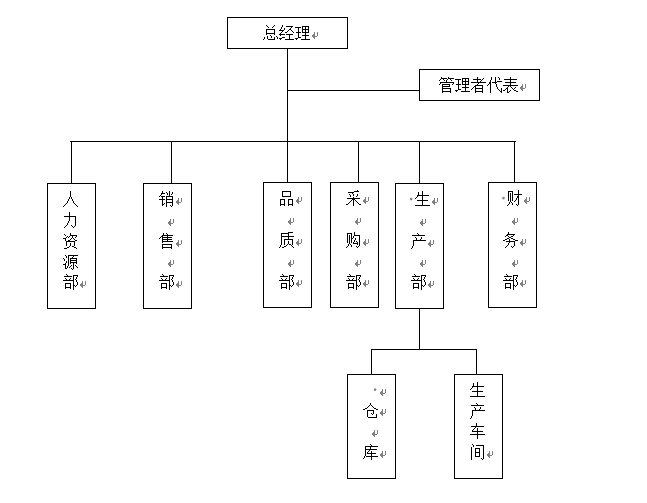 总经理
管理者代表
人力资源部
销售部
品质部
采购部
生产部
财务部
仓库
生产车间